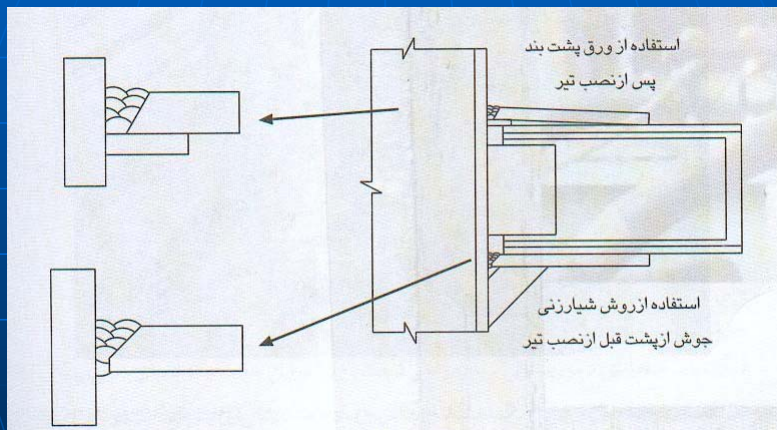 استفاده از ورق پشت بند
پس از نصب تیر
استفاده از روش شیارزنی
جوش از پشت قبل از نصب تیر